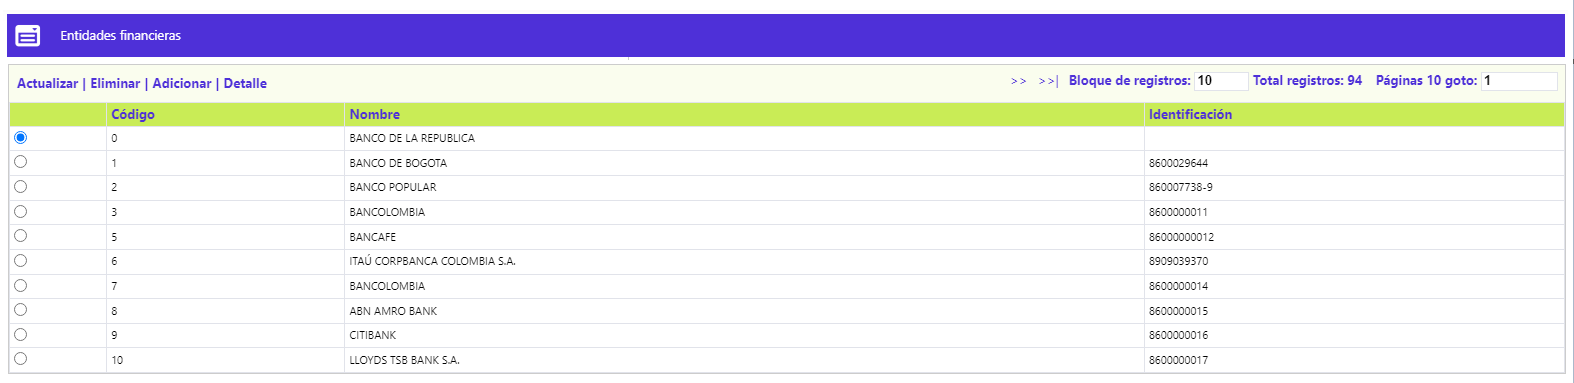 Entidades financieras
Actualizar | Eliminar | Adicionar | Detalle >> >>| Bloque de registros: 10 Total registros: 94 Páginas 10 goto: 1
Código Nombre Identificación
0 BANCO DE LA REPUBLICA
1 BANCO DE BOGOTA 8600029644
2 BANCO POPULAR 860007738-9
3 BANCOLOMBIA 8600000011
5 BANCAFE 86000000012
6 ITAÚ CORPBANCA COLOMBIA S.A. 8909039370
7 BANCOLOMBIA 8600000014
8 ABN AMRO BANK 8600000015
9 CITIBANK 8600000016
10 LLOYDS TSB BANK S.A. 8600000017